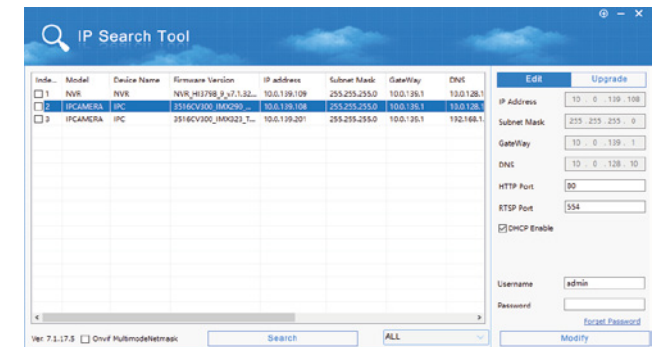 IP Search Tool
Inde... Model Device Name Firmware Version IP address Subnet Mask GateWay DNS
1 NVR NVR NVR_HI3798_9_v7.1.32... 10.0.139.109 255.255.255.0 10.0.139.1 10.0.128.1
2 IPCAMERA IPC 3516CV300_IMX290_... 10.0.139.108 255.255.255.0 10.0.139.1 10.0.128.1
3 IPCAMERA IPC 3516CV300_IMX323_T... 10.0.139.201 255.255.255.0 10.0.139.1 192.168.1.
Edit Upgrade
IP Address 10 . 0 . 139 . 108
Subnet Mask 255 . 255 . 255 . 0
GateWay 10 . 0 . 139 . 1
DNS 10 . 0 . 128 . 10
HTTP Port 80
RTSP Port 554
DHCP Enable
Username admin
Password
Forget Password
Ver. 7.1.17.5 Onvif MultimodeNetmask Search ALL Modify